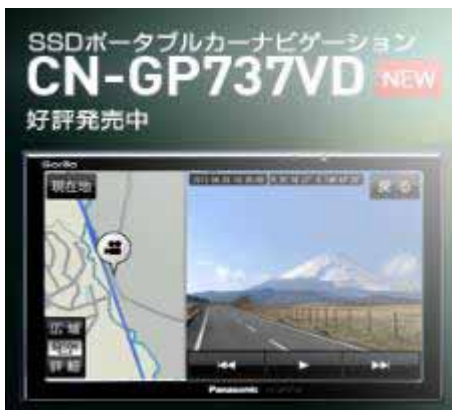 SSDポータブルカーナビゲーション
CN-GP737VD NEW
好評発売中
Gorilla
現在地
戻る
広域
詳細
Panasonic